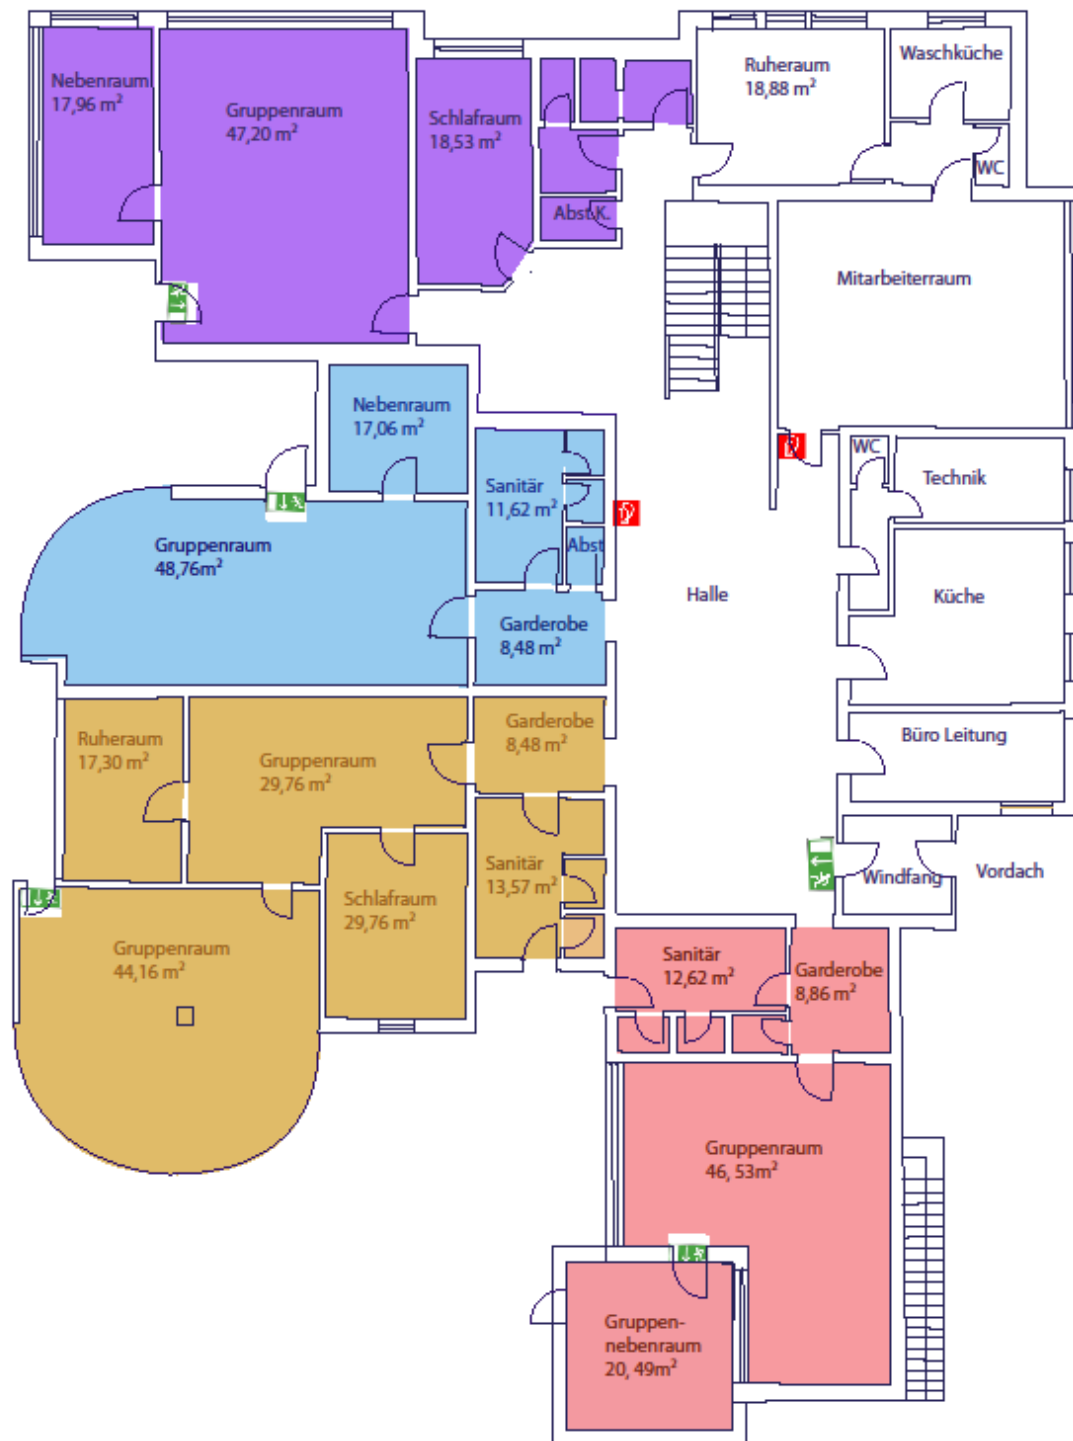 Nebenraum
17,96 m²
Gruppenraum
47,20 m²
Schlafraum
18,53 m²
Abst.K.
Ruheraum
18,88 m²
Waschküche
WC
Mitarbeiterraum
Nebenraum
17,06 m²
Sanitär
11,62 m²
Abst
Gruppenraum
48,76m²
Garderobe
8,48 m²
Halle
WC
Technik
Küche
Büro Leitung
Windfang
Vordach
Ruheraum
17,30 m²
Gruppenraum
29,76 m²
Garderobe
8,48 m²
Sanitär
13,57 m²
Schlafraum
29,76 m²
Gruppenraum
44,16 m²
Sanitär
12,62 m²
Garderobe
8,86 m²
Gruppenraum
46, 53m²
Gruppen-
nebenraum
20, 49m²